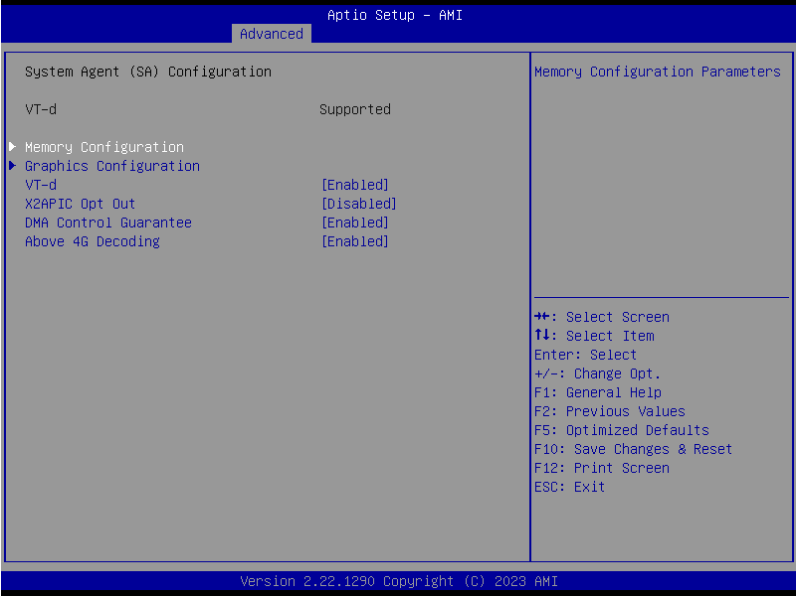 Aptio Setup – AMI
Advanced
System Agent (SA) Configuration
VT-d Supported
Memory Configuration
Graphics Configuration
VT-d [Enabled]
X2APIC Opt Out [Disabled]
DMA Control Guarantee [Enabled]
Above 4G Decoding [Enabled]
Memory Configuration Parameters
→←: Select Screen
↑↓: Select Item
Enter: Select
+/-: Change Opt.
F1: General Help
F2: Previous Values
F5: Optimized Defaults
F10: Save Changes & Reset
F12: Print Screen
ESC: Exit
Version 2.22.1290 Copyright (C) 2023 AMI